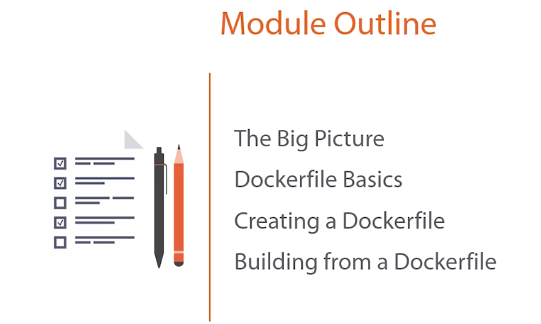 Module Outline
The Big Picture
Dockerfile Basics
Creating a Dockerfile
Building from a Dockerfile